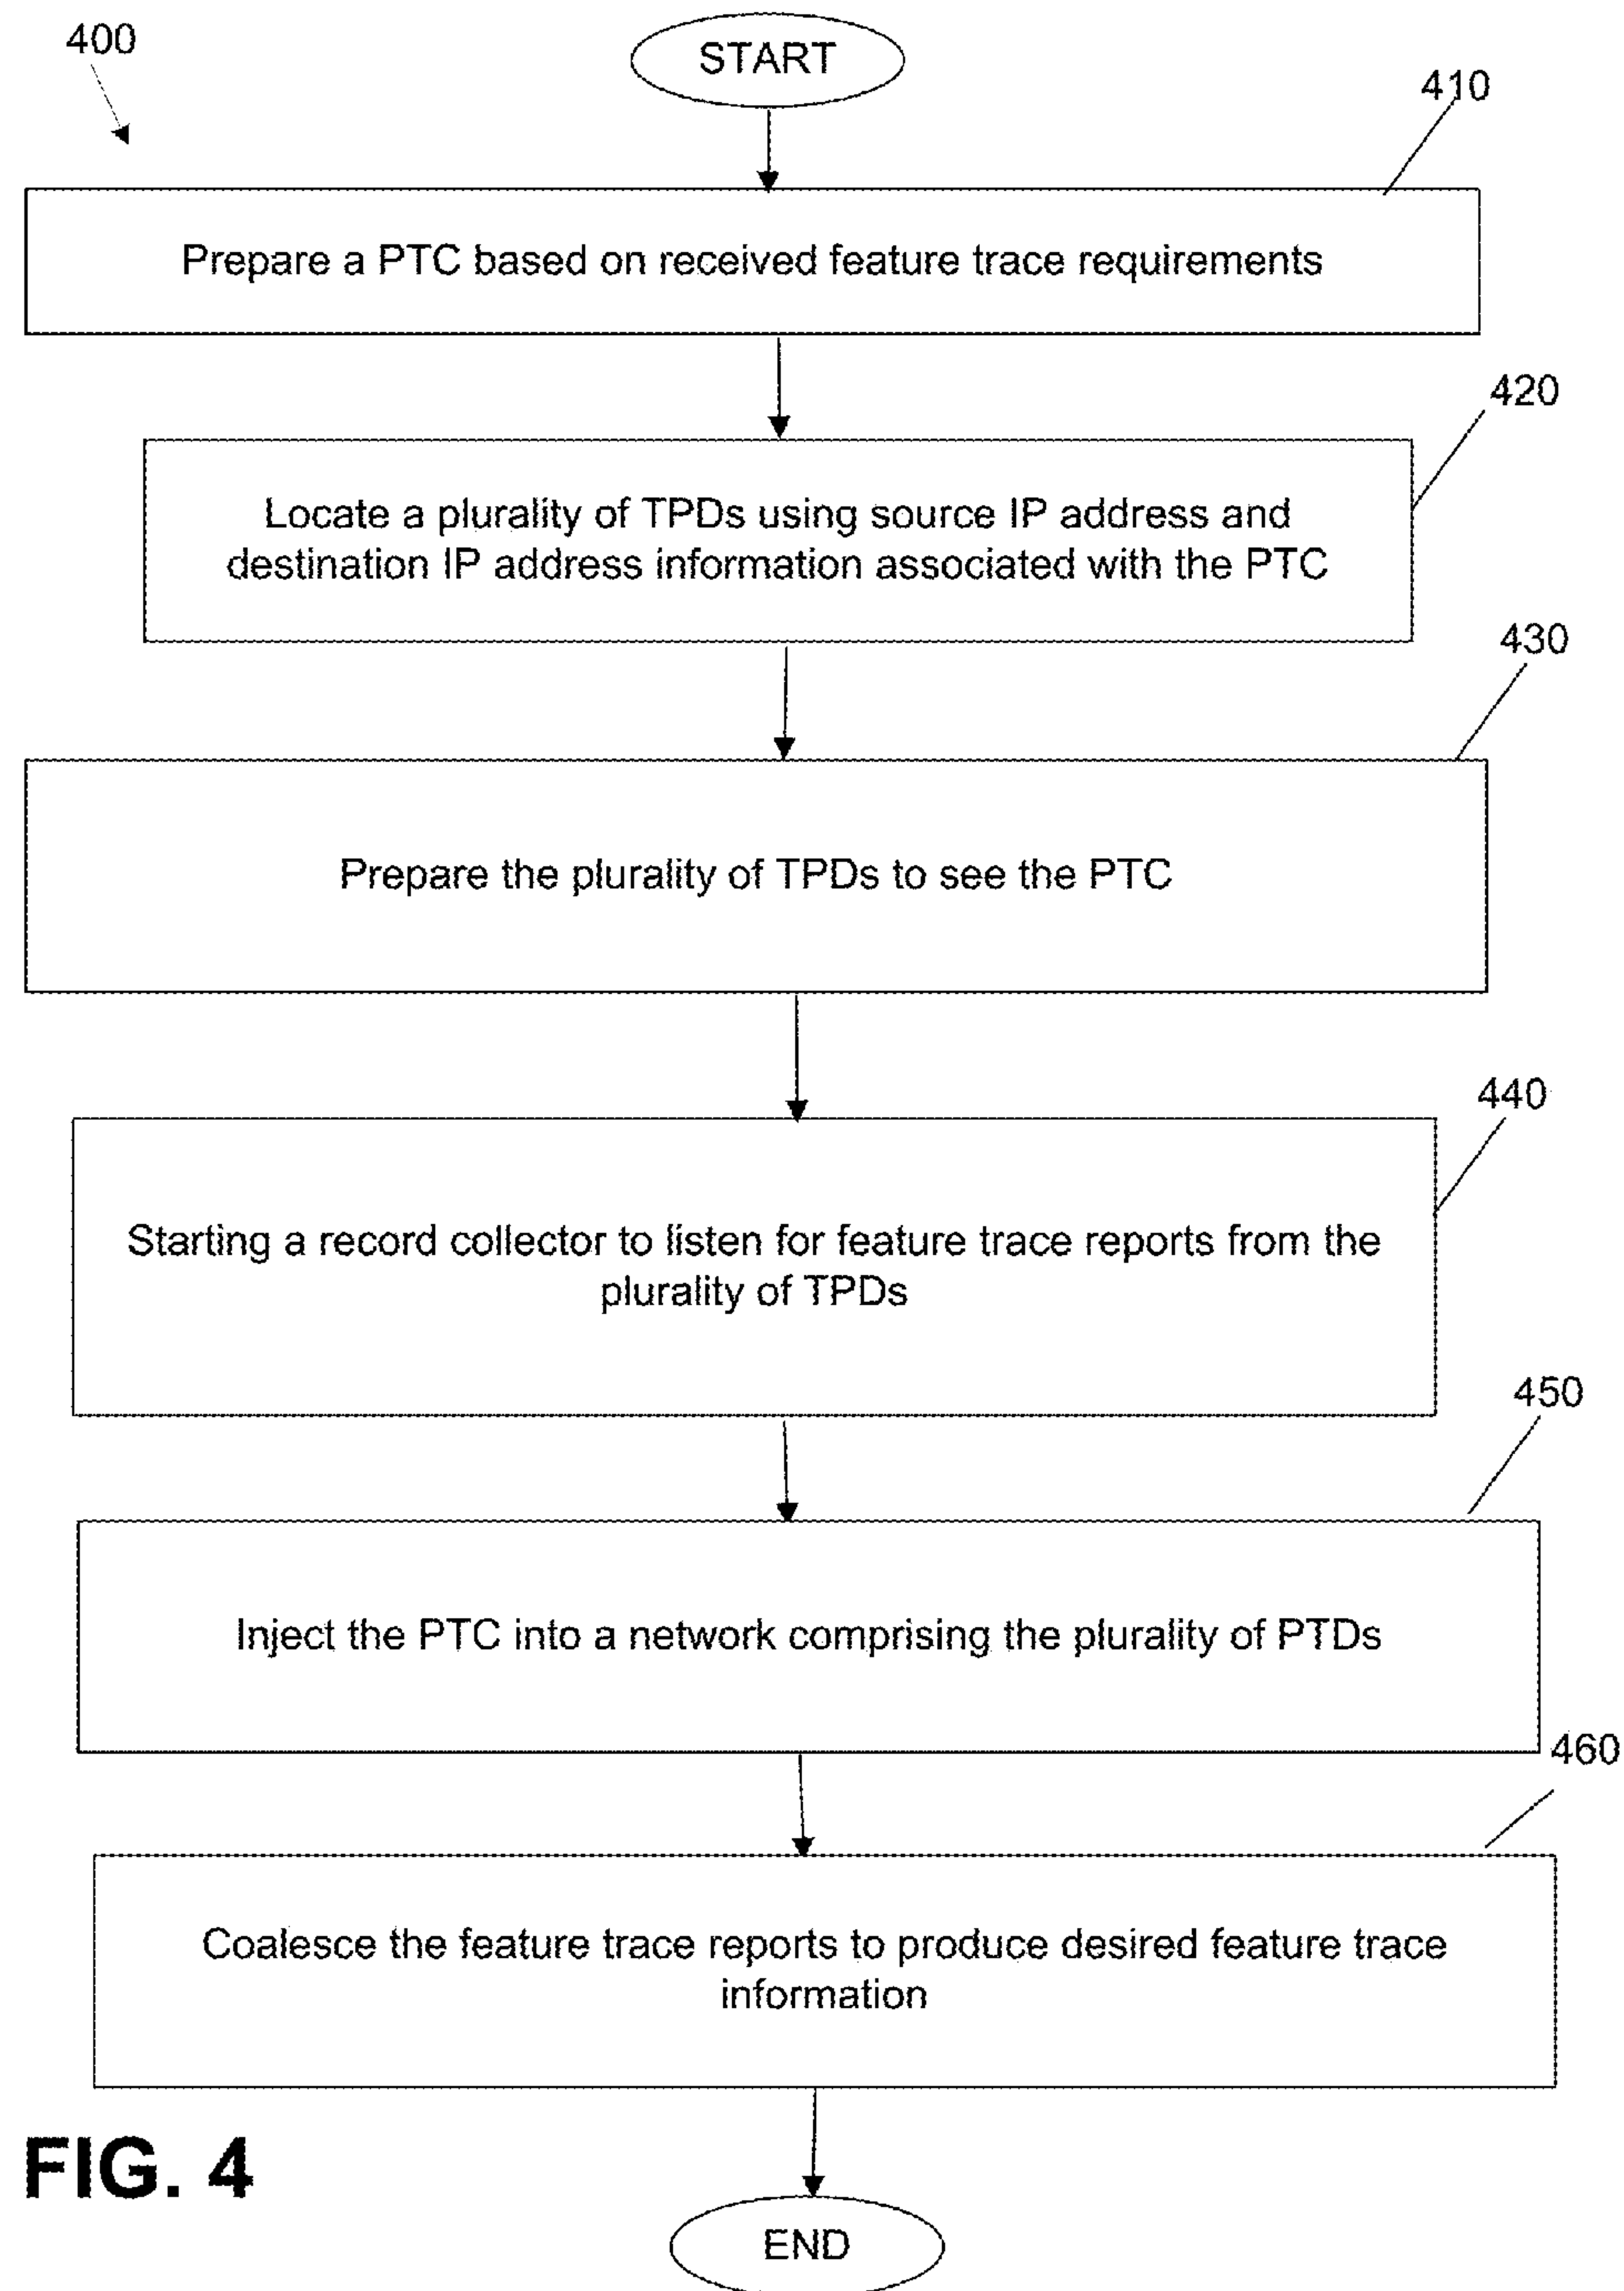 400
START
410
Prepare a PTC based on received feature trace requirements
420
Locate a plurality of TPDs using source IP address and
destination IP address information associated with the PTC
430
Prepare the plurality of TPDs to see the PTC
440
Starting a record collector to listen for feature trace reports from the
plurality of TPDs
450
Inject the PTC into a network comprising the plurality of PTDs
460
Coalesce the feature trace reports to produce desired feature trace
information
FIG. 4
END